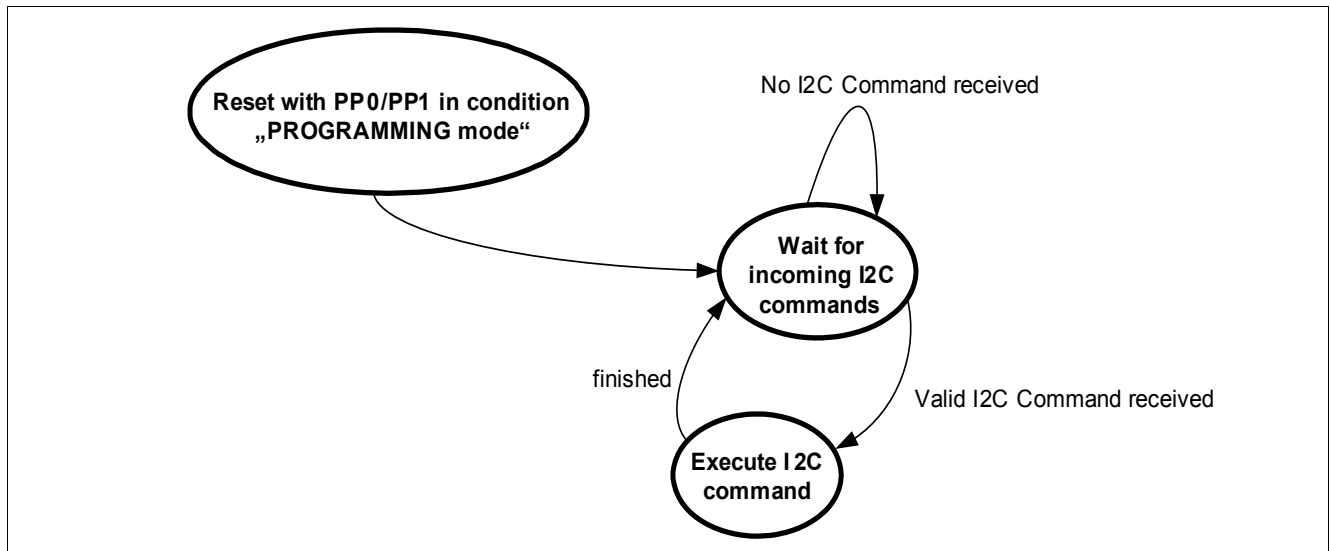 Reset with PP0/PP1 in condition
„PROGRAMMING mode“
No I2C Command received
Wait for
incoming I2C
commands
finished
Valid I2C Command received
Execute I2C
command